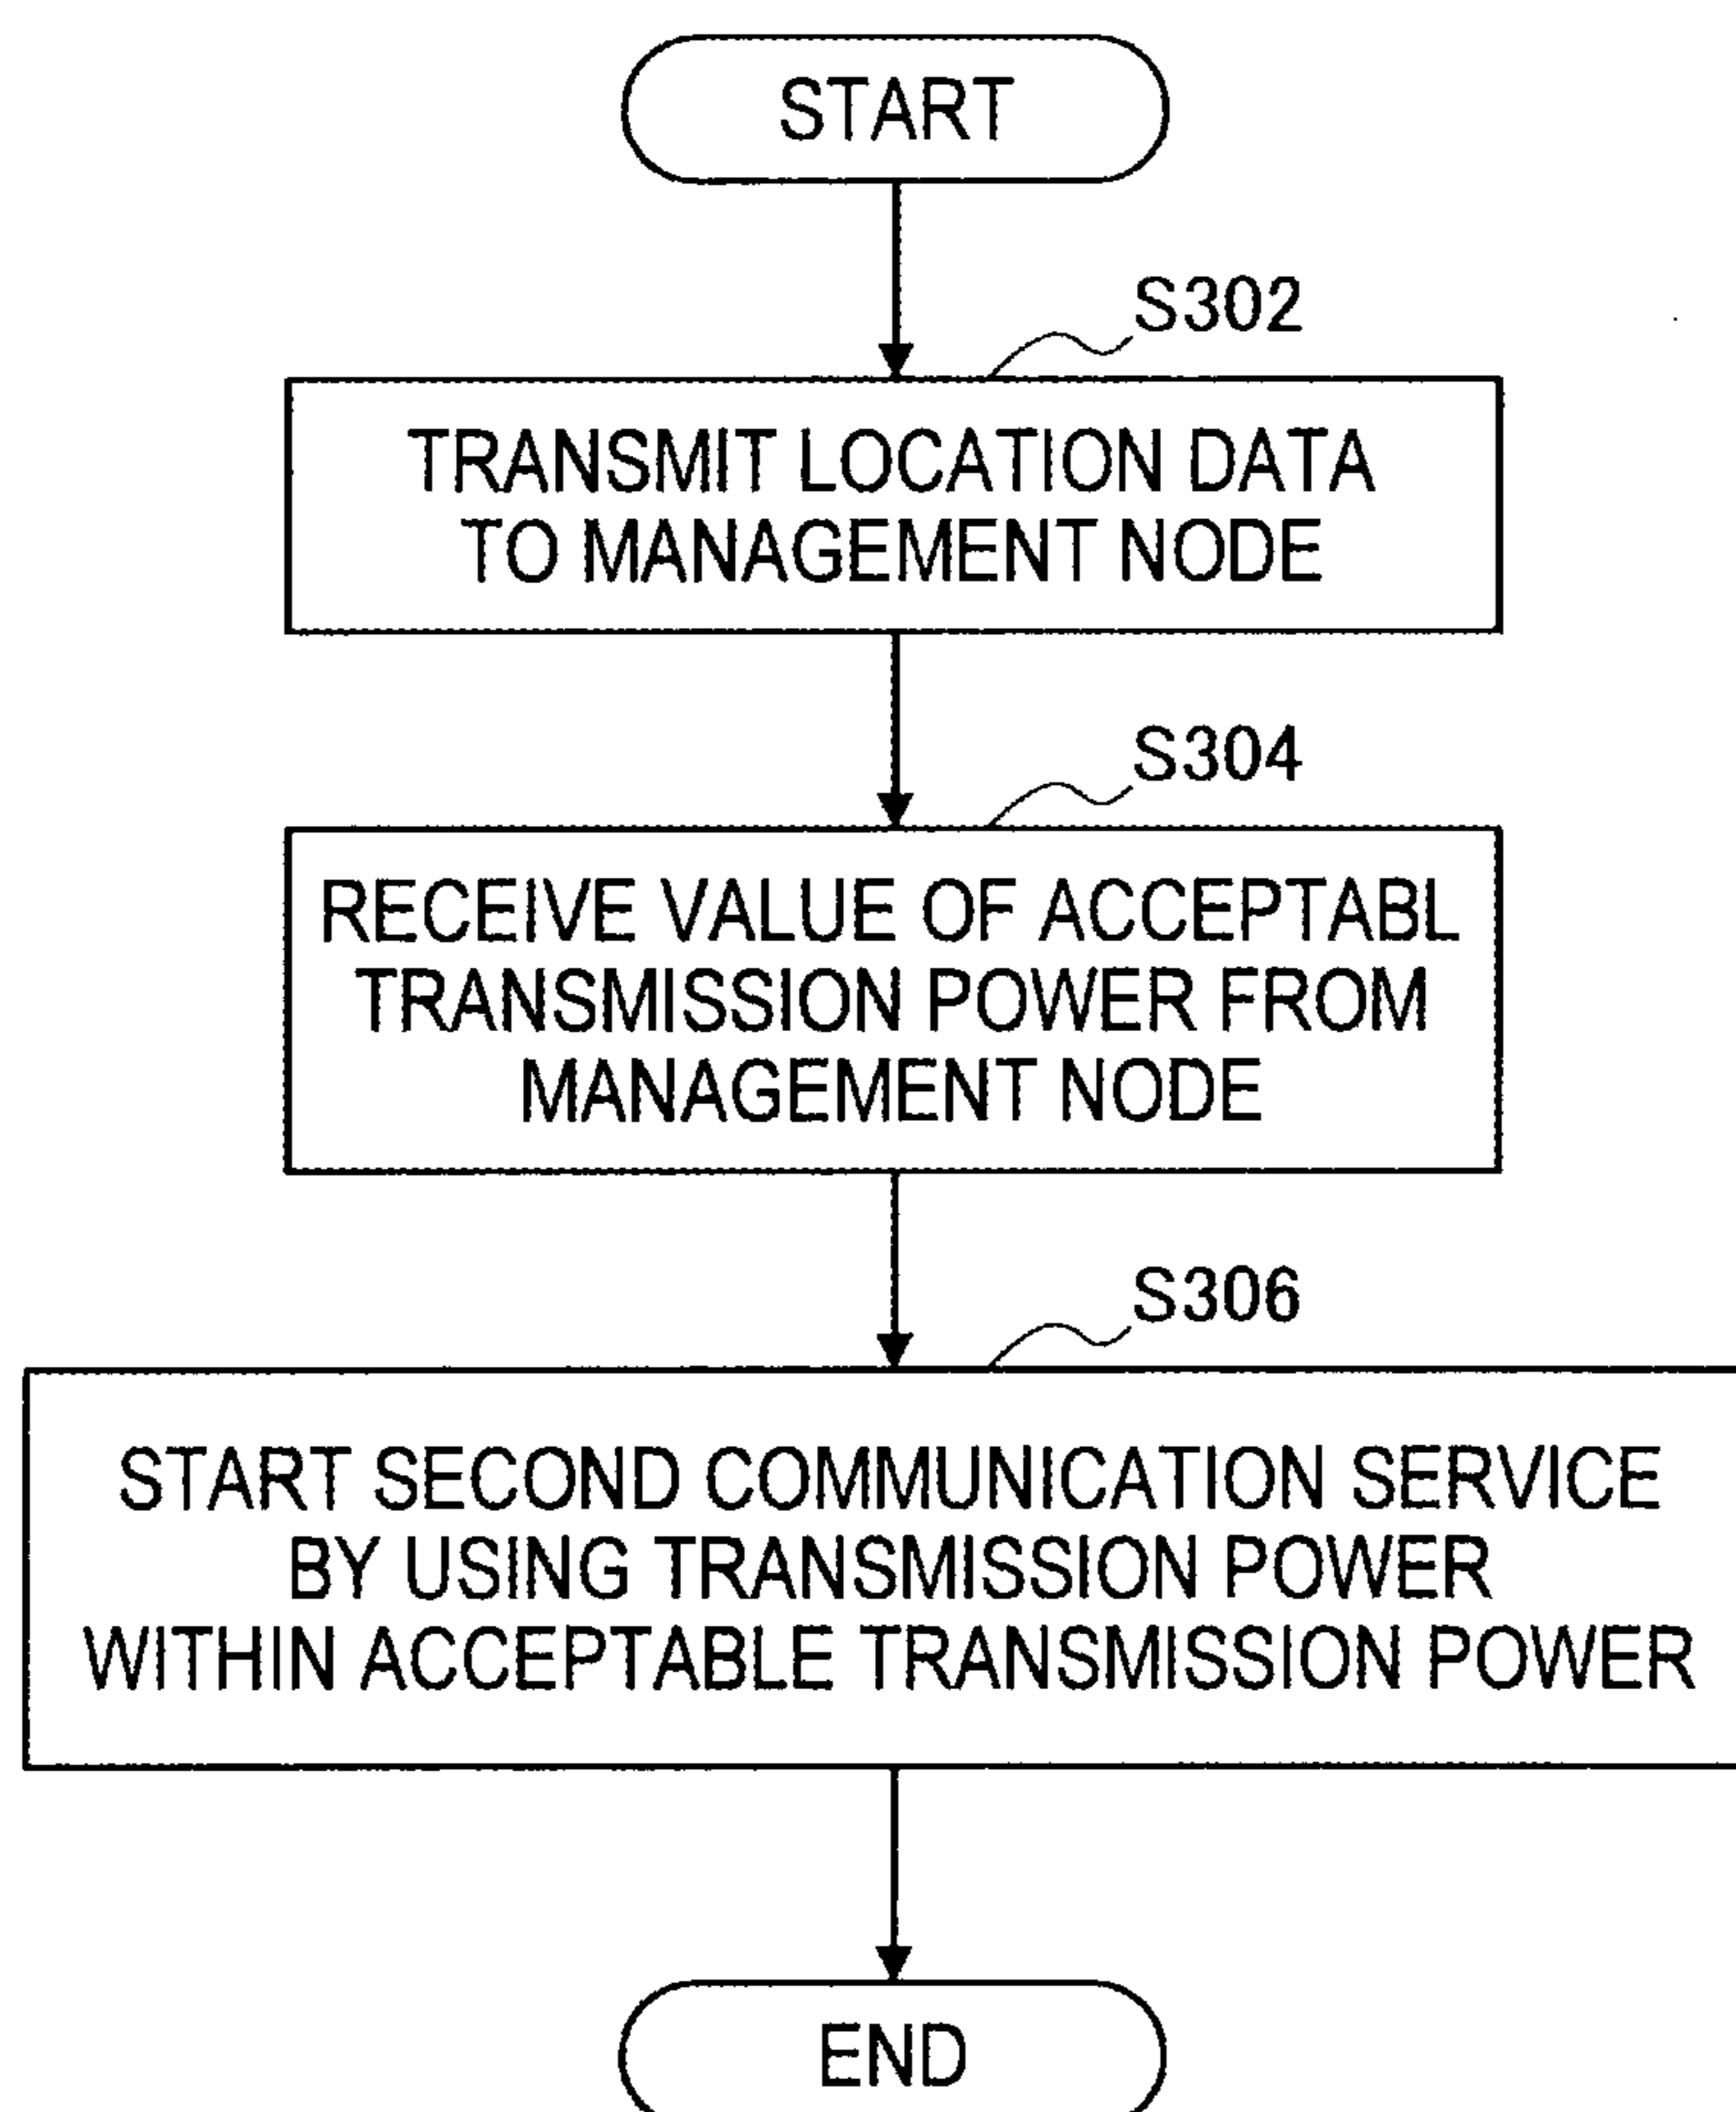 START
S302
TRANSMIT LOCATION DATA
TO MANAGEMENT NODE
S304
RECEIVE VALUE OF ACCEPTABL
TRANSMISSION POWER FROM
MANAGEMENT NODE
S306
START SECOND COMMUNICATION SERVICE
BY USING TRANSMISSION POWER
WITHIN ACCEPTABLE TRANSMISSION POWER
END